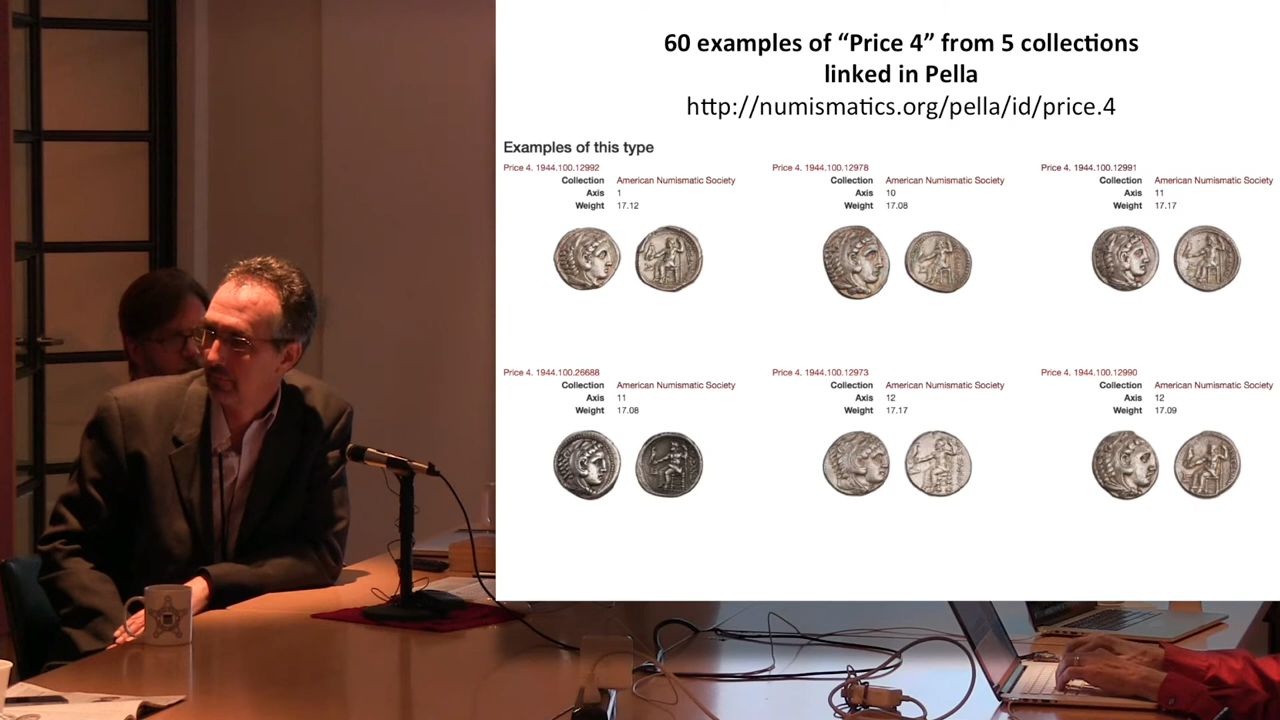 60 examples of “Price 4” from 5 collections
linked in Pella
http://numismatics.org/pella/id/price.4
Examples of this type
Price 4. 1944.100.12992
Collection American Numismatic Society
Axis 1
Weight 17.12
Price 4. 1944.100.12978
Collection American Numismatic Society
Axis 10
Weight 17.08
Price 4. 1944.100.12991
Collection American Numismatic Society
Axis 11
Weight 17.17
Price 4. 1944.100.26688
Collection American Numismatic Society
Axis 11
Weight 17.08
Price 4. 1944.100.12973
Collection American Numismatic Society
Axis 12
Weight 17.17
Price 4. 1944.100.12990
Collection American Numismatic Society
Axis 12
Weight 17.09